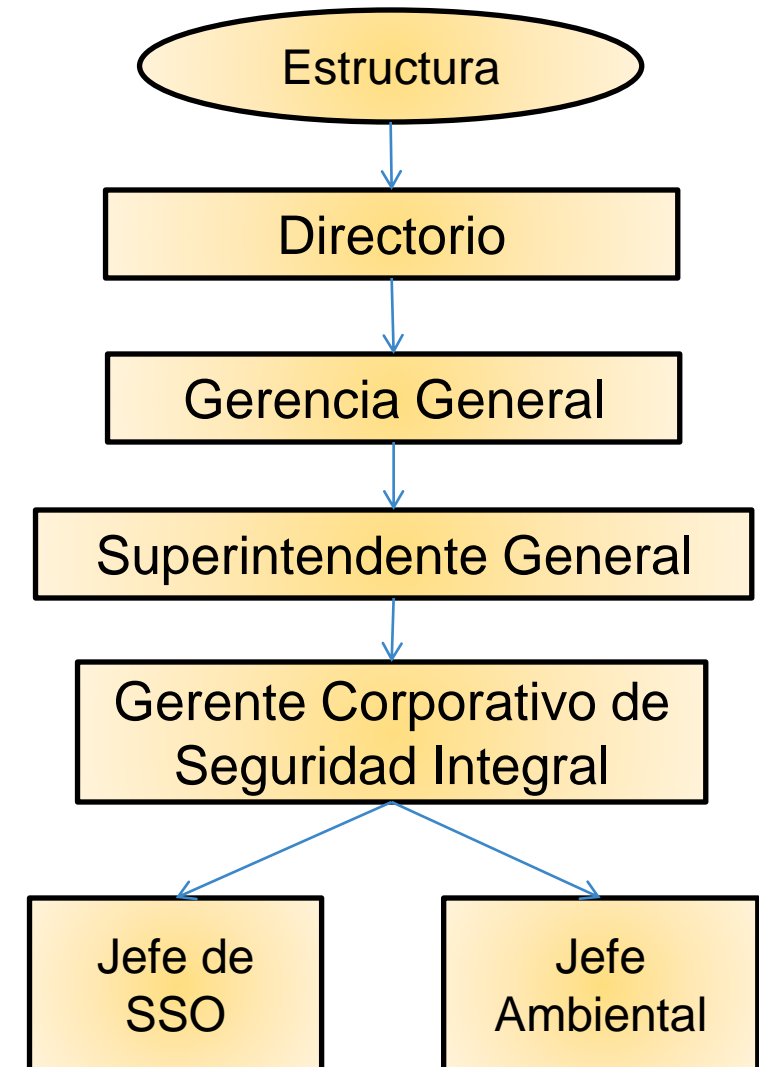 Estructura
Directorio
Gerencia General
Superintendente General
Gerente Corporativo de
Seguridad Integral
Jefe de
SSO
Jefe
Ambiental